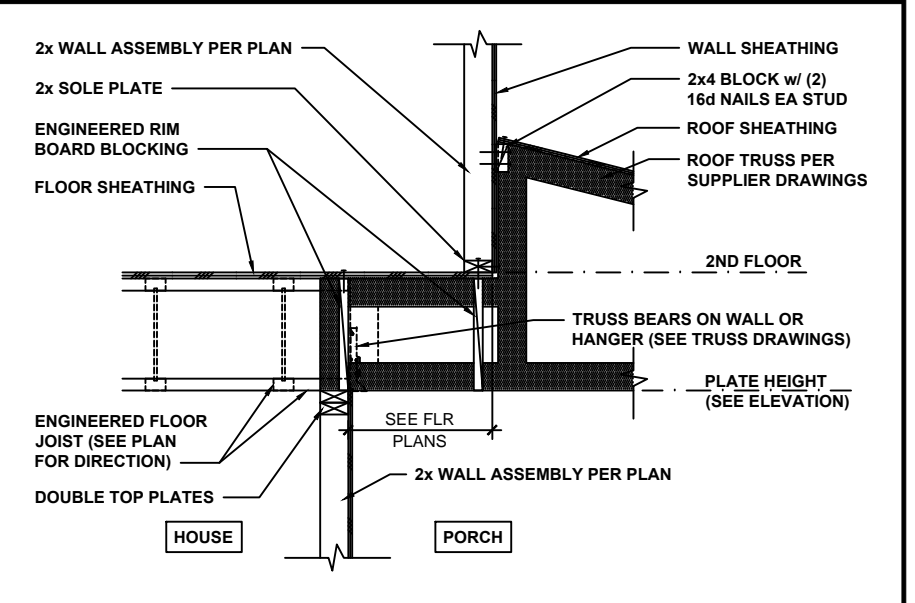 2x WALL ASSEMBLY PER PLAN
2x SOLE PLATE
ENGINEERED RIM
BOARD BLOCKING
FLOOR SHEATHING
WALL SHEATHING
2x4 BLOCK w/ (2)
16d NAILS EA STUD
ROOF SHEATHING
ROOF TRUSS PER
SUPPLIER DRAWINGS
2ND FLOOR
TRUSS BEARS ON WALL OR
HANGER (SEE TRUSS DRAWINGS)
PLATE HEIGHT
(SEE ELEVATION)
ENGINEERED FLOOR
JOIST (SEE PLAN
FOR DIRECTION)
DOUBLE TOP PLATES
SEE FLR
PLANS
2x WALL ASSEMBLY PER PLAN
HOUSE
PORCH